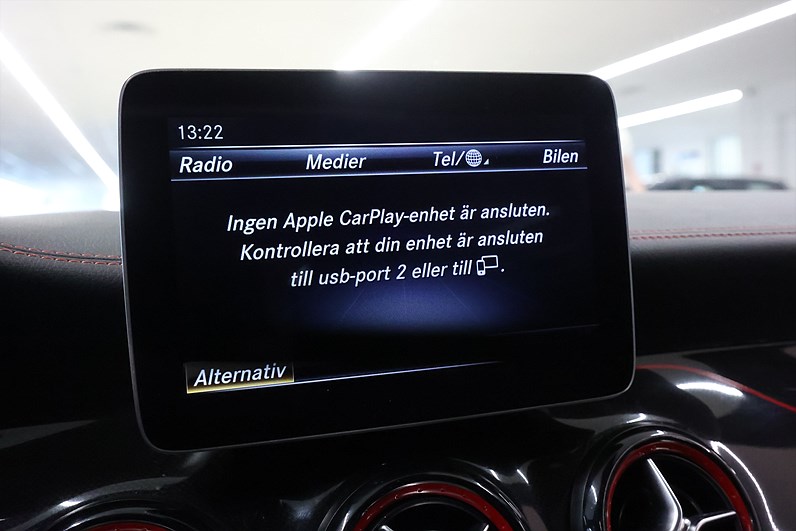 13:22
Radio Medier Tel/ Bilen
Ingen Apple CarPlay-enhet är ansluten.
Kontrollera att din enhet är ansluten
till usb-port 2 eller till .
Alternativ